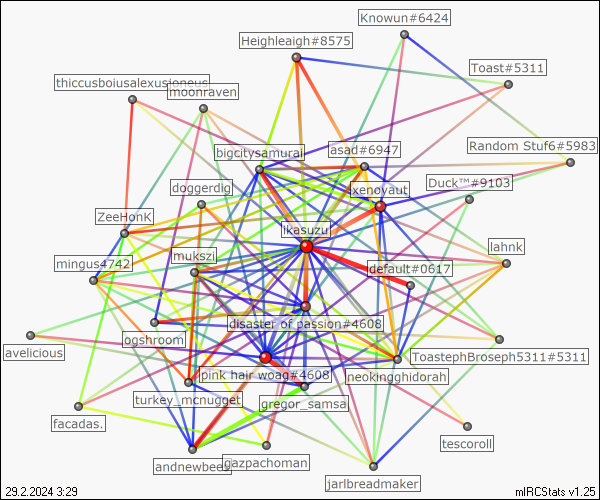 Knowun#6424
Heighleaigh#8575
Toast#5311
thiccusboiusalexusjoneus
moonraven
Random Stuf6#5983
asad#6947
bigcitysamurai
Duck™#9103
doggerdig
xenoyaut
ZeeHonK
ikasuzu
lahnk
mukszi
mingus4742
default#0617
disaster of passion#4608
ogshroom
avelicious
ToastephBroseph5311#5311
pink hair woag#4608
neokingghidorah
turkey_mcnugget
gregor_samsa
facadas.
tescoroll
andnewbees
gazpachoman
jarlbreadmaker
29.2.2024 3:29
mIRCStats v1.25